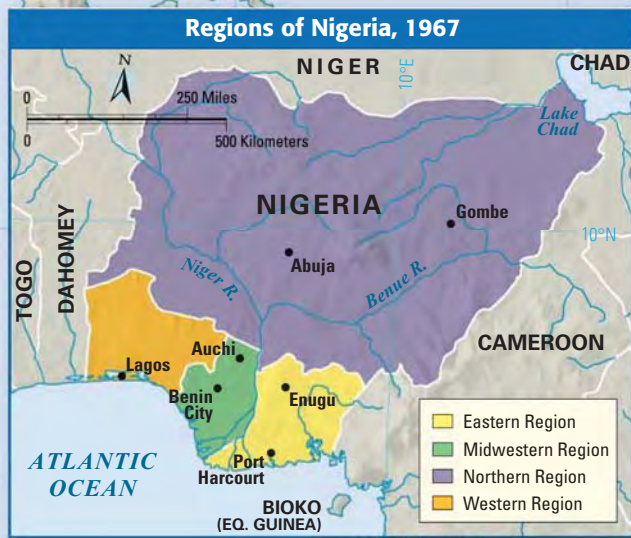 Regions of Nigeria, 1967
NIGER
10°E
CHAD
0
250 Miles
0
500 Kilometers
Lake
Chad
NIGERIA
Gombe
10°N
Abuja
Niger R.
Benue R.
TOGO
DAHOMEY
CAMEROON
Auchi
Lagos
Benin
City
Enugu
Port
Harcourt
ATLANTIC
OCEAN
BIOKO
(EQ. GUINEA)
Eastern Region
Midwestern Region
Northern Region
Western Region
N